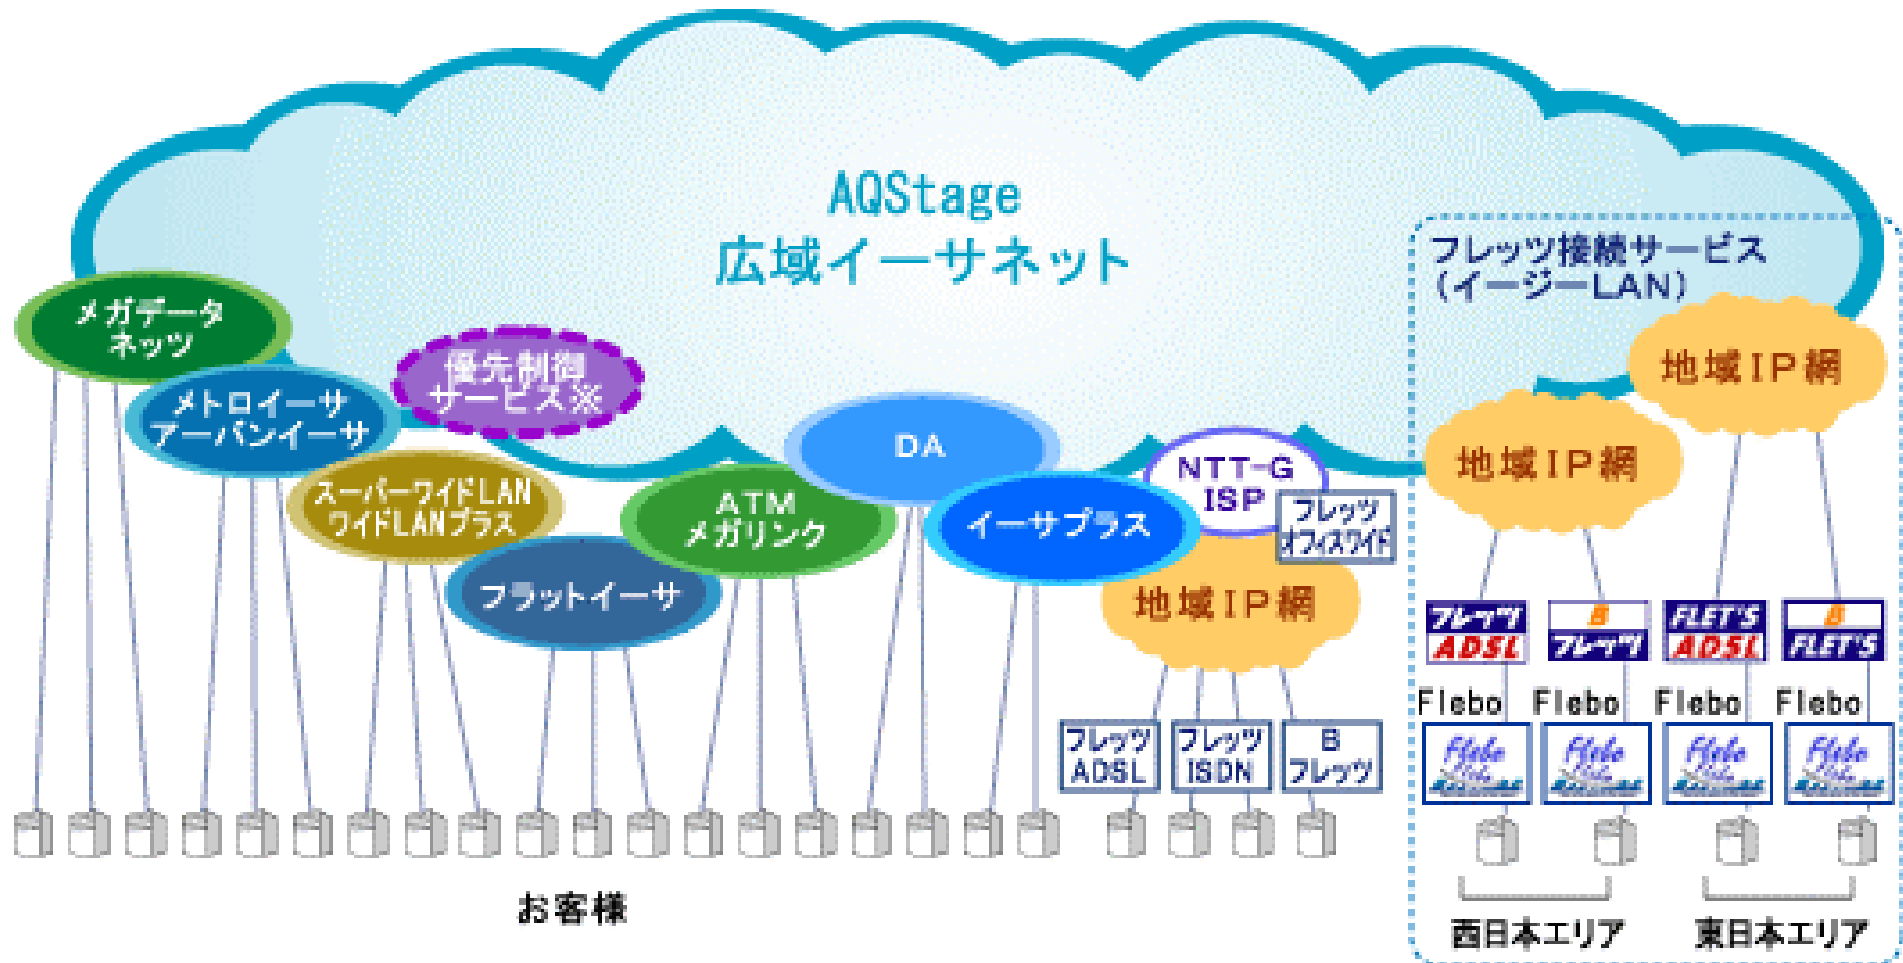 AQStage
広域イーサネット
フレッツ接続サービス
(イージーLAN)
メガデータ
ネッツ
優先制御
サービス※
地域IP網
メトロイーサ
アーバンイーサ
DA
地域IP網
NTT-G
ISP
スーパーワイドLAN
ワイドLANプラス
ATM
メガリンク
イーサプラス
フレッツ
オフィスワイド
フラットイーサ
地域IP網
フレッツ
ADSL
B
フレッツ
FLET'S
ADSL
B
FLET'S
Flebo
Flebo
Flebo
Flebo
フレッツ
ADSL
フレッツ
ISDN
B
フレッツ
Flebo
Flebo
Flebo
Flebo
お客様
西日本エリア
東日本エリア